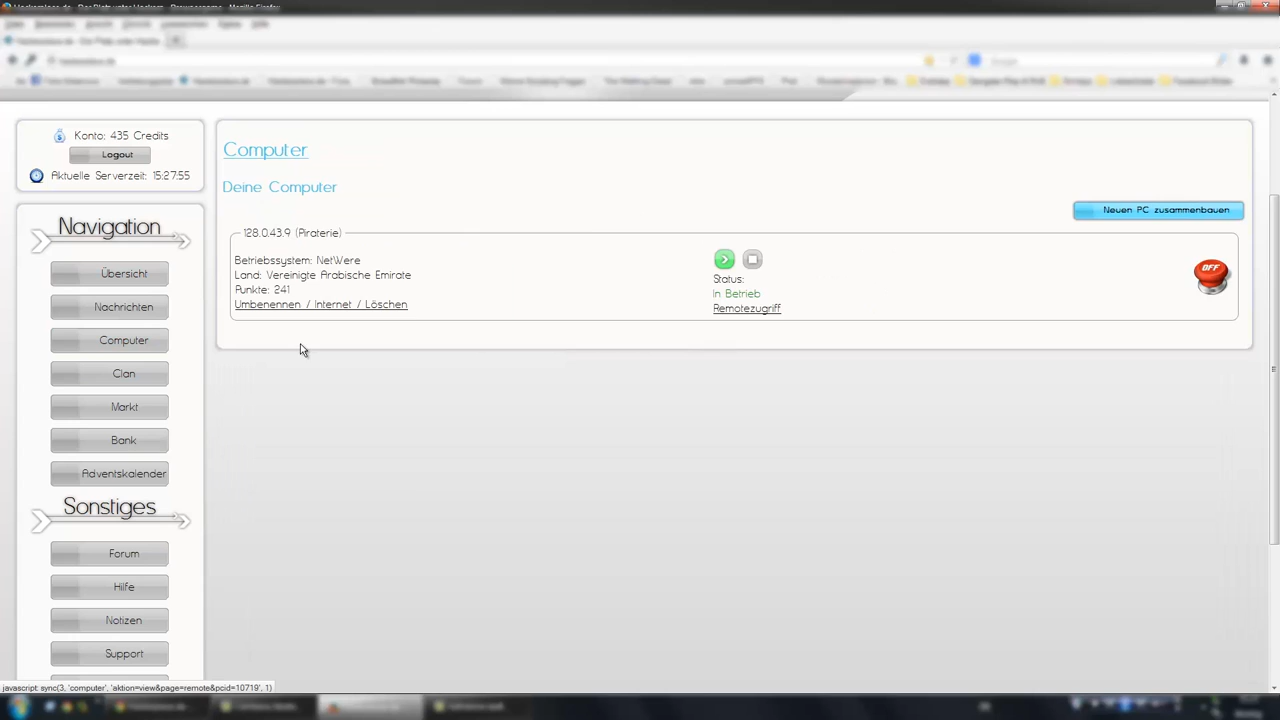 Konto: 435 Credits
Logout
Aktuelle Serverzeit: 15:27:55
Navigation
Übersicht
Nachrichten
Computer
Clan
Markt
Bank
Adventskalender
Sonstiges
Forum
Hilfe
Notizen
Support
Computer
Deine Computer
Neuen PC zusammenbauen
128.0.43.9 (Piraterie)
Betriebssystem: NetWere
Land: Vereinigte Arabische Emirate
Punkte: 241
Umbenennen / Internet / Löschen
Status:
In Betrieb
Remotezugriff
OFF
javascript: sync(3, 'computer', 'aktion=view&page=remote&pcid=10719', 1)